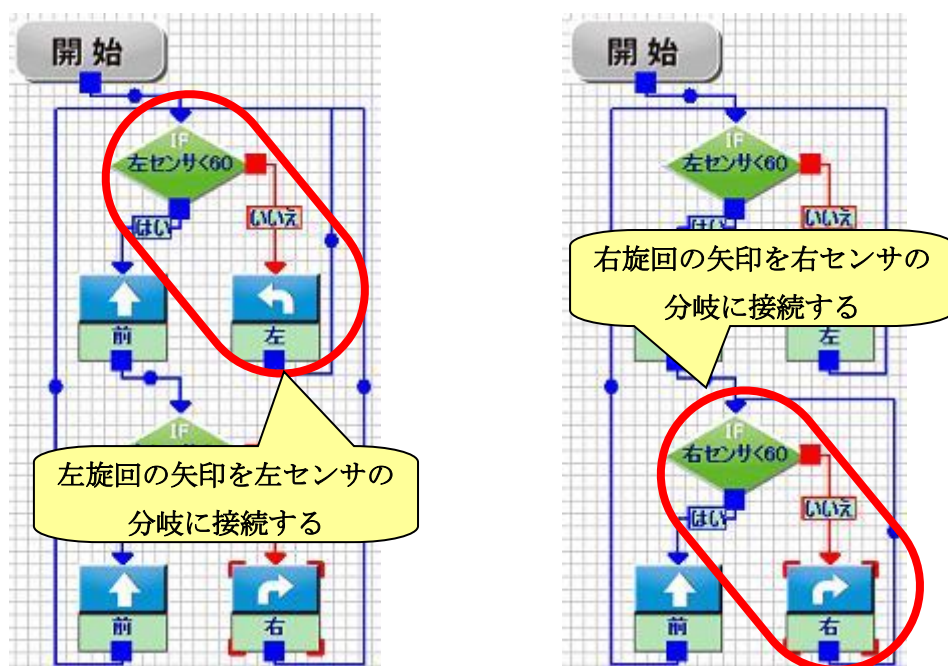 開始
IF
左センサ<60
はい
いいえ
前
左
IF
左旋回の矢印を左センサの
分岐に接続する
前
右
開始
IF
左センサ<60
はい
いいえ
右旋回の矢印を右センサの
分岐に接続する
左
IF
右センサ<60
はい
いいえ
前
右